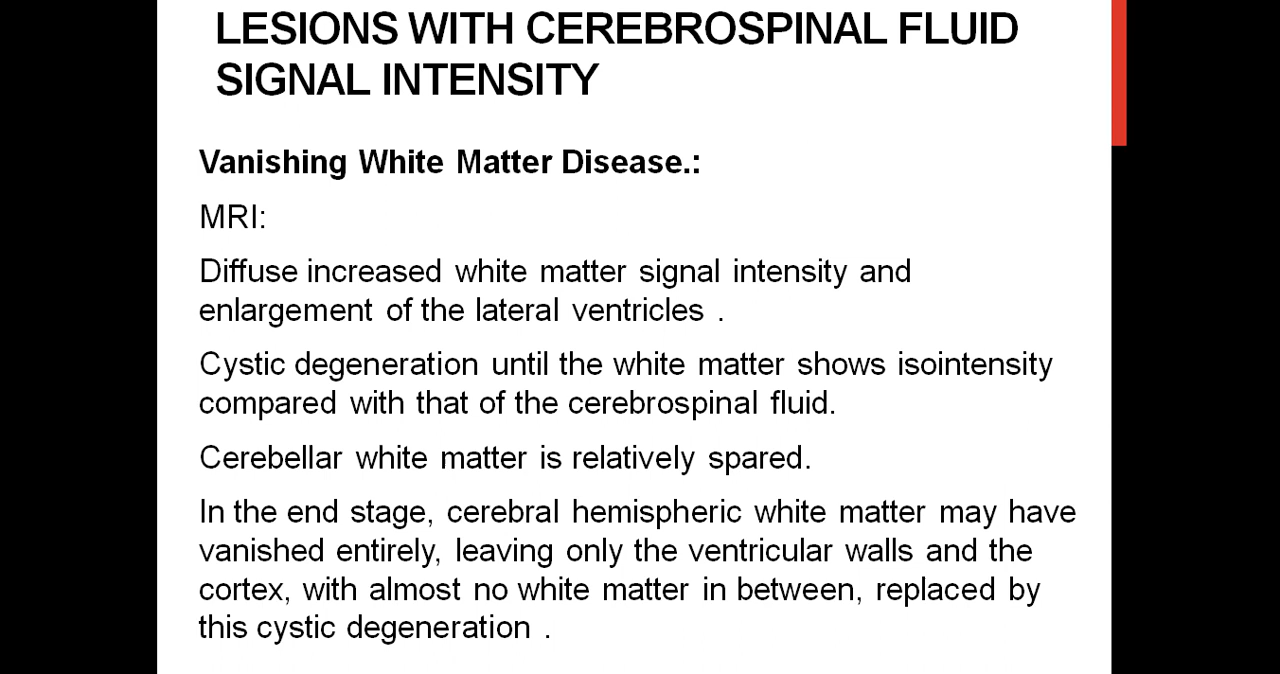 LESIONS WITH CEREBROSPINAL FLUID
SIGNAL INTENSITY
Vanishing White Matter Disease.:
MRI:
Diffuse increased white matter signal intensity and
enlargement of the lateral ventricles .
Cystic degeneration until the white matter shows isointensity
compared with that of the cerebrospinal fluid.
Cerebellar white matter is relatively spared.
In the end stage, cerebral hemispheric white matter may have
vanished entirely, leaving only the ventricular walls and the
cortex, with almost no white matter in between, replaced by
this cystic degeneration .